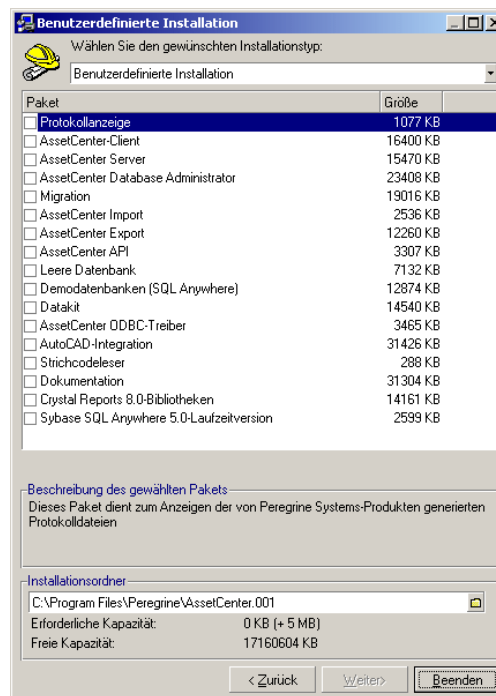 Benutzerdefinierte Installation
Wählen Sie den gewünschten Installationstyp:
Benutzerdefinierte Installation
Paket Größe
Protokollanzeige 1077 KB
AssetCenter-Client 16400 KB
AssetCenter Server 15470 KB
AssetCenter Database Administrator 23408 KB
Migration 19016 KB
AssetCenter Import 2536 KB
AssetCenter Export 12260 KB
AssetCenter API 3307 KB
Leere Datenbank 7132 KB
Demodatenbanken (SQL Anywhere) 12874 KB
Datakit 14540 KB
AssetCenter ODBC-Treiber 3465 KB
AutoCAD-Integration 31426 KB
Strichcodeleser 288 KB
Dokumentation 31304 KB
Crystal Reports 8.0-Bibliotheken 14161 KB
Sybase SQL Anywhere 5.0-Laufzeitversion 2599 KB
Beschreibung des gewählten Pakets
Dieses Paket dient zum Anzeigen der von Peregrine Systems-Produkten generierten
Protokolldateien
Installationsordner
C:\Program Files\Peregrine\AssetCenter.001
Erforderliche Kapazität: 0 KB (+ 5 MB)
Freie Kapazität: 17160604 KB
<Zurück Weiter> Beenden